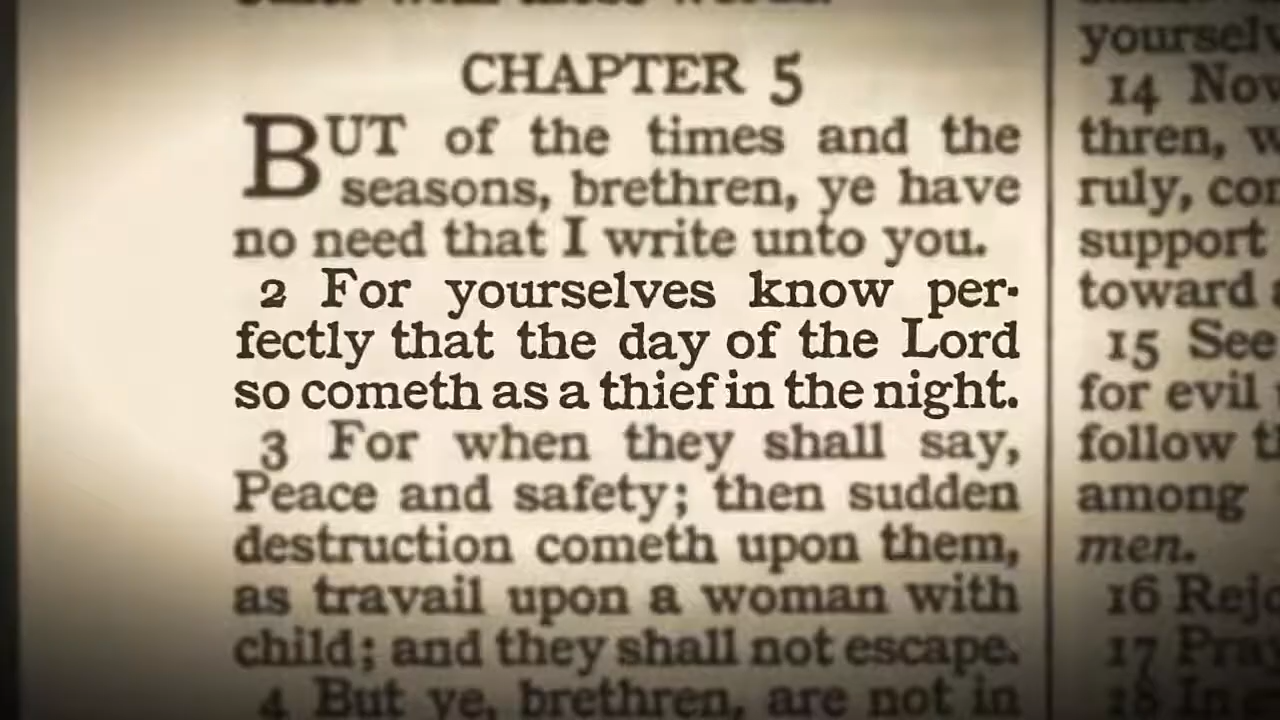 CHAPTER 5
BUT of the times and the
seasons, brethren, ye have
no need that I write unto you.
2 For yourselves know per-
fectly that the day of the Lord
so cometh as a thief in the night.
3 For when they shall say,
Peace and safety; then sudden
destruction cometh upon them,
as travail upon a woman with
child; and they shall not escape.
4 But ye, brethren, are not in
14
thren,
ruly,
support
toward
15 See
for evil
follow
among
men.
16
17
18 In